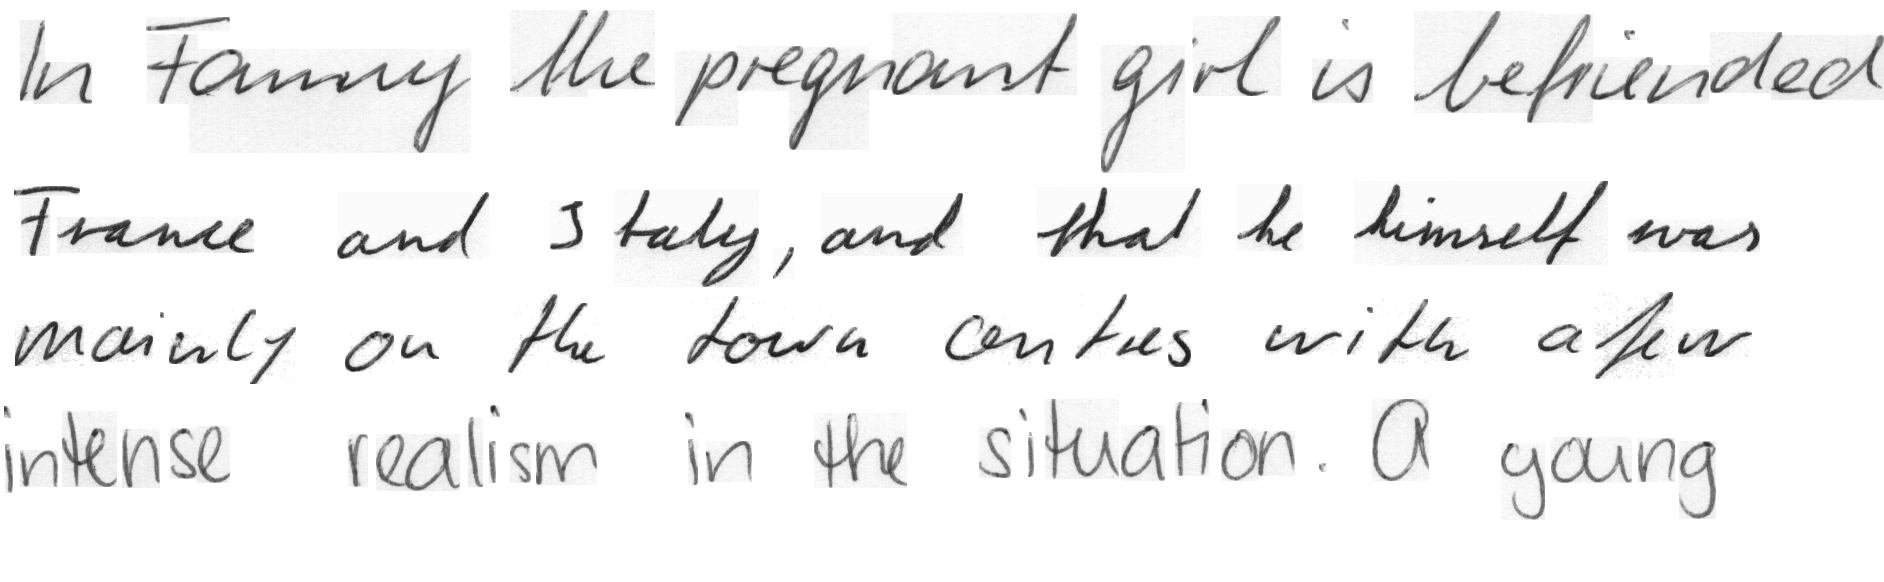 In Fanny the pregnant girl is befriended
France and Italy, and that he himself was
mainly on the town centres with a few
intense realism in the situation. A young